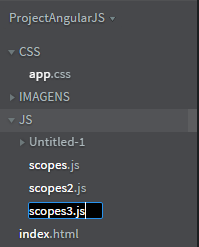 ProjectAngularJS
CSS
app.css
IMAGENS
JS
Untitled-1
scopes.js
scopes2.js
scopes3.js
index.html